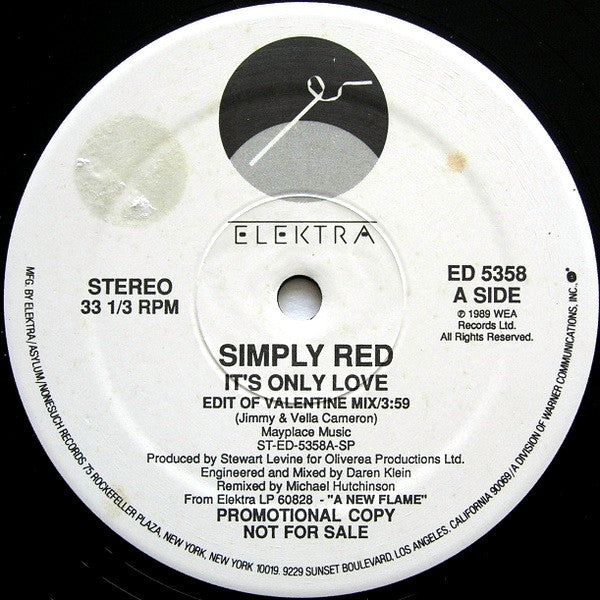 ELEKTRA
STEREO
33 1/3 RPM
ED 5358
A SIDE
℗ 1989 WEA
Records Ltd.
All Rights Reserved.
SIMPLY RED
IT'S ONLY LOVE
EDIT OF VALENTINE MIX/3:59
(Jimmy & Vella Cameron)
Mayplace Music
ST-ED-5358A-SP
Produced by Stewart Levine for Oliverea Productions Ltd.
Engineered and Mixed by Daren Klein
Remixed by Michael Hutchinson
From Elektra LP 60828 - "A NEW FLAME"
PROMOTIONAL COPY
NOT FOR SALE
MFG. BY ELEKTRA/ASYLUM/NONESUCH RECORDS 75 ROCKEFELLER PLAZA, NEW YORK, NEW YORK 10019. 9229 SUNSET BOULEVARD, LOS ANGELES, CALIFORNIA 90069/A DIVISION OF WARNER COMMUNICATIONS, INC.